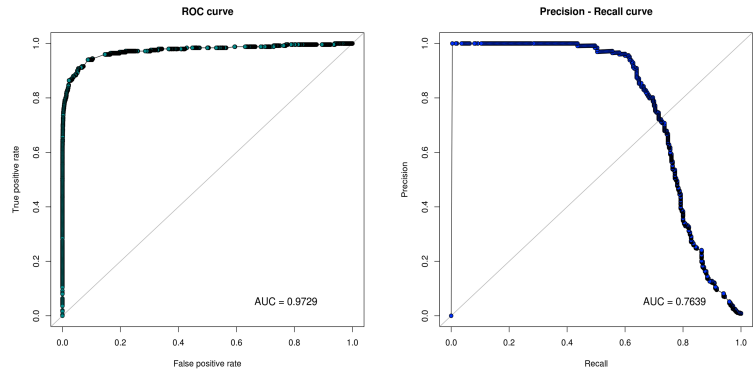 ROC curve
True positive rate
1.0
0.8
0.6
0.4
0.2
0.0
AUC = 0.9729
0.0 0.2 0.4 0.6 0.8 1.0
False positive rate
Precision - Recall curve
Precision
1.0
0.8
0.6
0.4
0.2
0.0
AUC = 0.7639
0.0 0.2 0.4 0.6 0.8 1.0
Recall